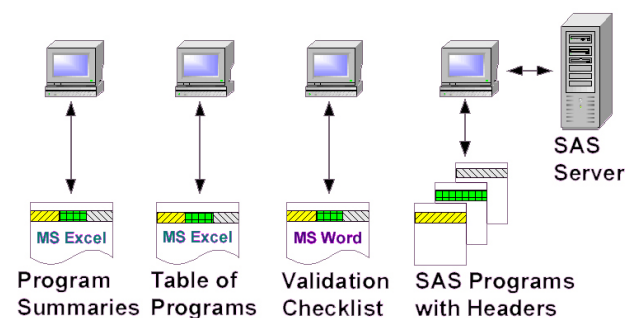 SAS
Server
MS Excel
MS Excel
MS Word
Program
Summaries
Table of
Programs
Validation
Checklist
SAS Programs
with Headers